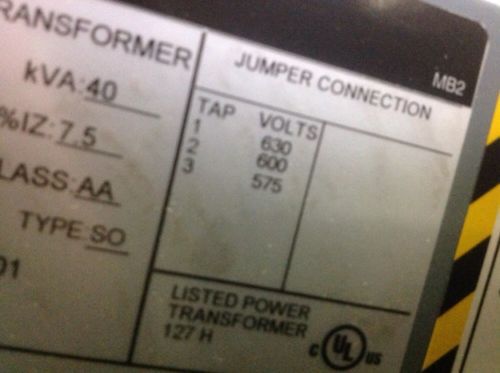 RANSFORMER
kVA: 40
%IZ: 7.5
LASS: AA
TYPE: SO
01
JUMPER CONNECTION
MB2
TAP VOLTS
1 630
2 600
3 575
LISTED POWER
TRANSFORMER
127 H
C UL US